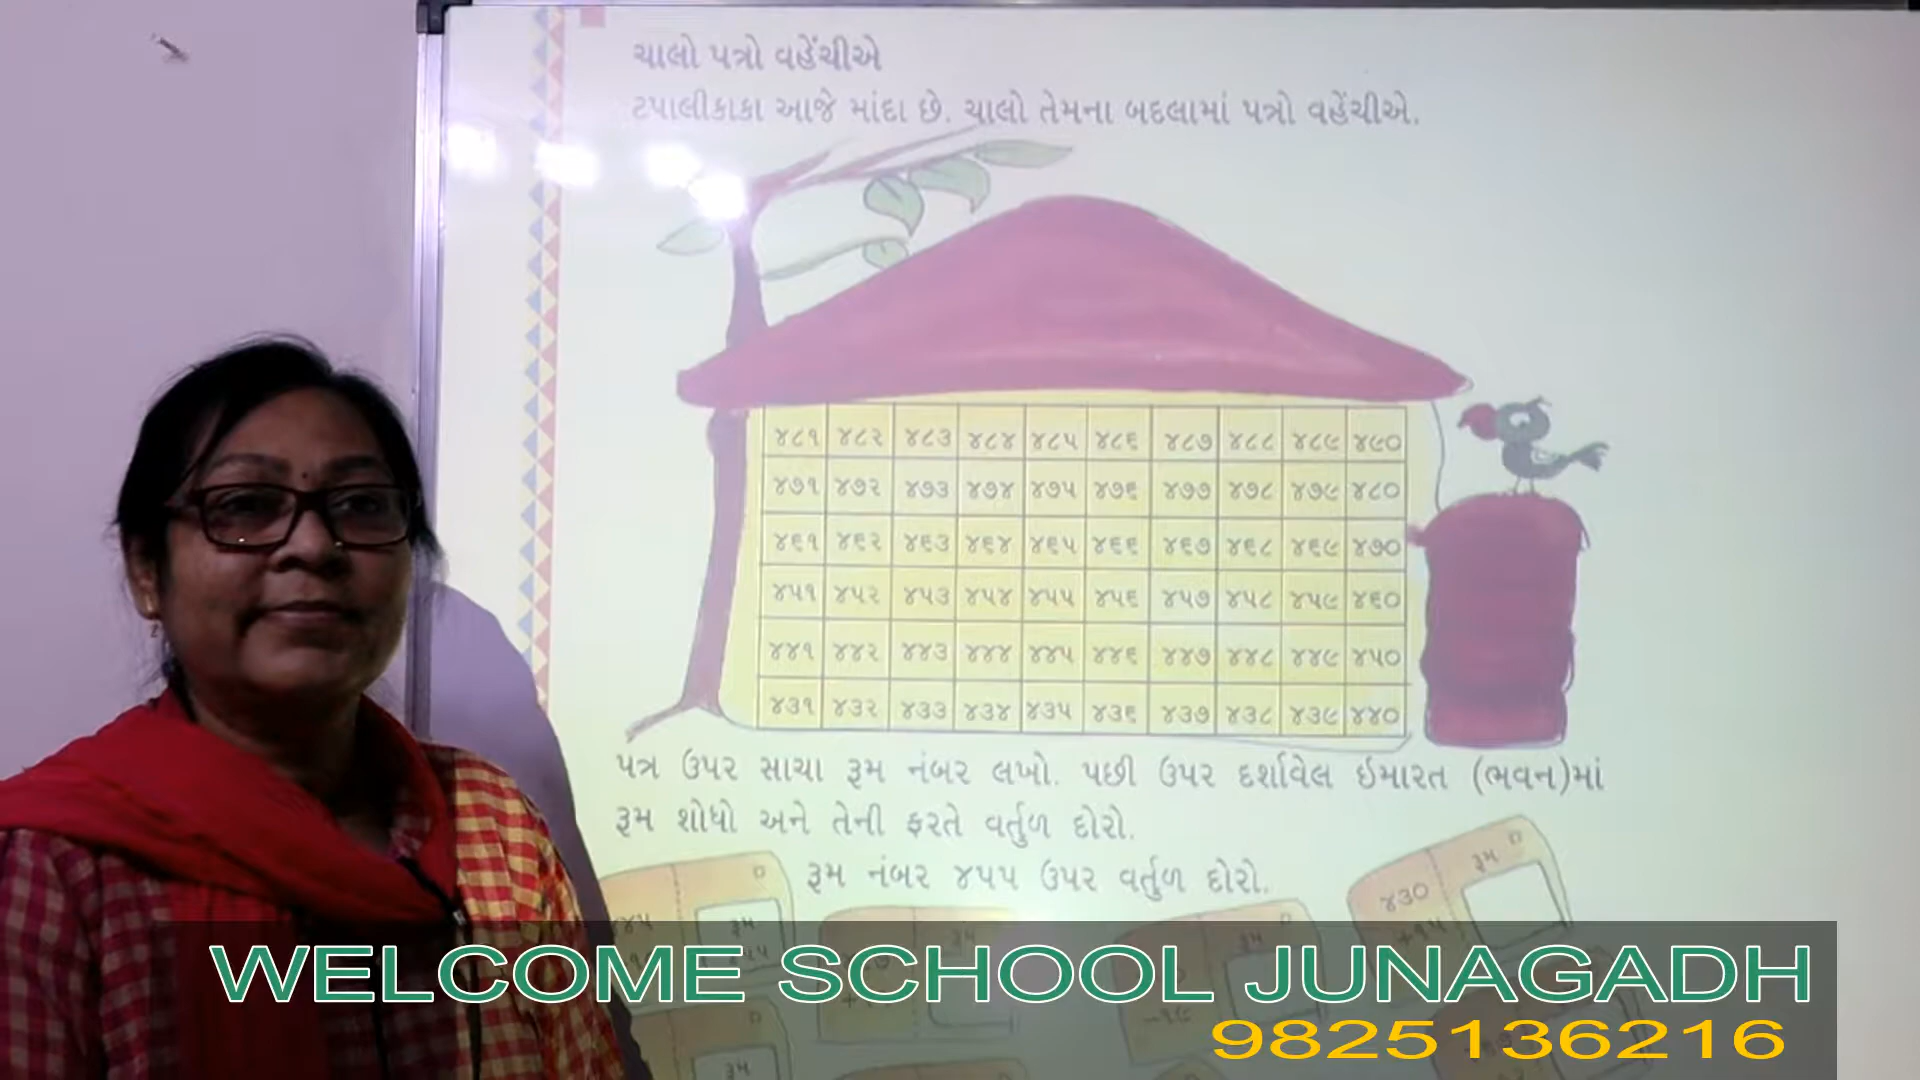 ચાલો પત્રો વહેંચીએ
ટપાલીકાકા આજે માંદા છે. ચાલો તેમના બદલામાં પત્રો વહેંચીએ.
૪૮૧ ૪૮૨ ૪૮૩ ૪૮૪ ૪૮૫ ૪૮૬ ૪૮૭ ૪૮૮ ૪૮૯ ૪૯૦
૪૭૧ ૪૭૨ ૪૭૩ ૪૭૪ ૪૭૫ ૪૭૬ ૪૭૭ ૪૭૮ ૪૭૯ ૪૮૦
૪૬૧ ૪૬૨ ૪૬૩ ૪૬૪ ૪૬૫ ૪૬૬ ૪૬૭ ૪૬૮ ૪૬૯ ૪૭૦
૪૫૧ ૪૫૨ ૪૫૩ ૪૫૪ ૪૫૫ ૪૫૬ ૪૫૭ ૪૫૮ ૪૫૯ ૪૬૦
૪૪૧ ૪૪૨ ૪૪૩ ૪૪૪ ૪૪૫ ૪૪૬ ૪૪૭ ૪૪૮ ૪૪૯ ૪૫૦
૪૩૧ ૪૩૨ ૪૩૩ ૪૩૪ ૪૩૫ ૪૩૬ ૪૩૭ ૪૩૮ ૪૩૯ ૪૪૦
પત્ર ઉપર સાચા રૂમ નંબર લખો. પછી ઉપર દર્શાવેલ ઇમારત (ભવન)માં
રૂમ શોધો અને તેની ફરતે વર્તુળ દોરો.
રૂમ નંબર ૪૫૫ ઉપર વર્તુળ દોરો.
૪૩૦ રૂમ
+૧૫
રૂમ
રૂમ
રૂમ
WELCOME SCHOOL JUNAGADH
−૧૯
9825136216
રૂમ